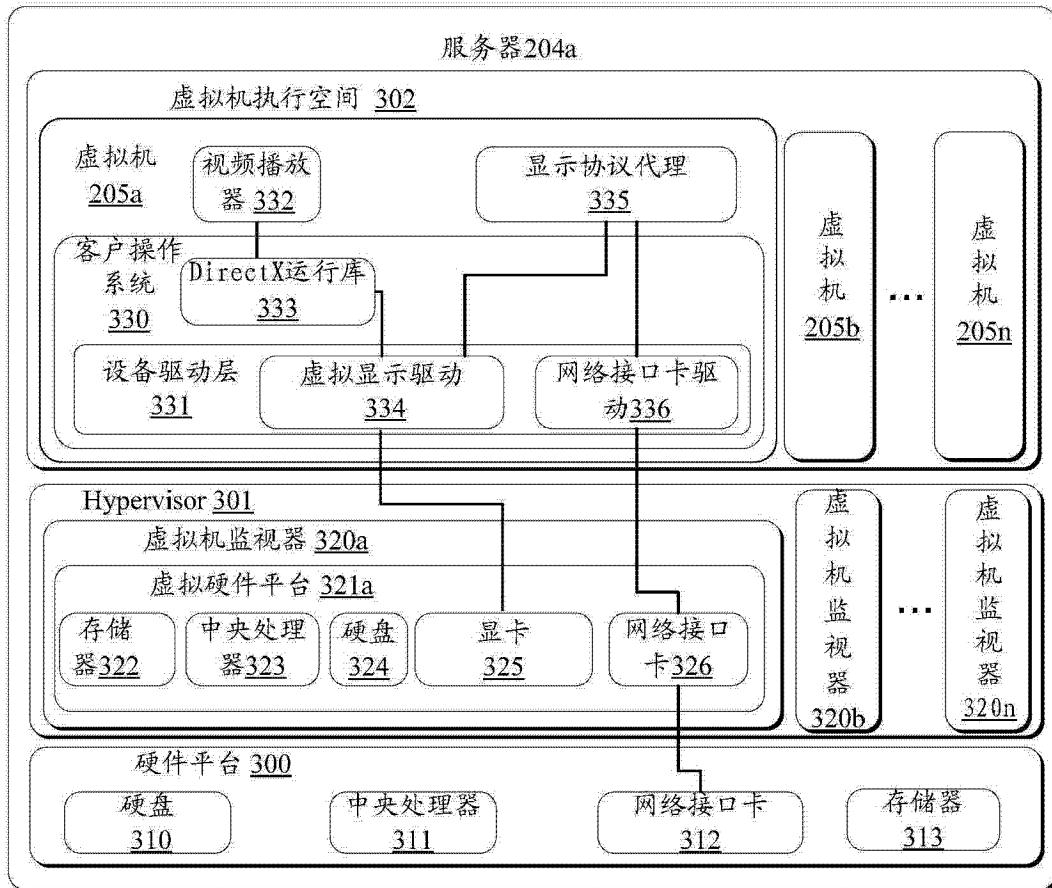 服务器204a
虚拟机执行空间 302
虚拟机
205a
视频播放
器 332
显示协议代理
335
客户操作
系统
330
DirectX运行库
333
设备驱动层
331
虚拟显示驱动
334
网络接口卡驱
动336
虚
拟
机
205b
...
虚
拟
机
205n
Hypervisor 301
虚拟机监视器 320a
虚拟硬件平台 321a
存储
器322
中央处理
器323
硬盘
324
显卡
325
网络接口
卡326
虚
拟
机
监
视
器
320b
...
虚
拟
机
监
视
器
320n
硬件平台 300
硬盘
310
中央处理器
311
网络接口卡
312
存储器
313